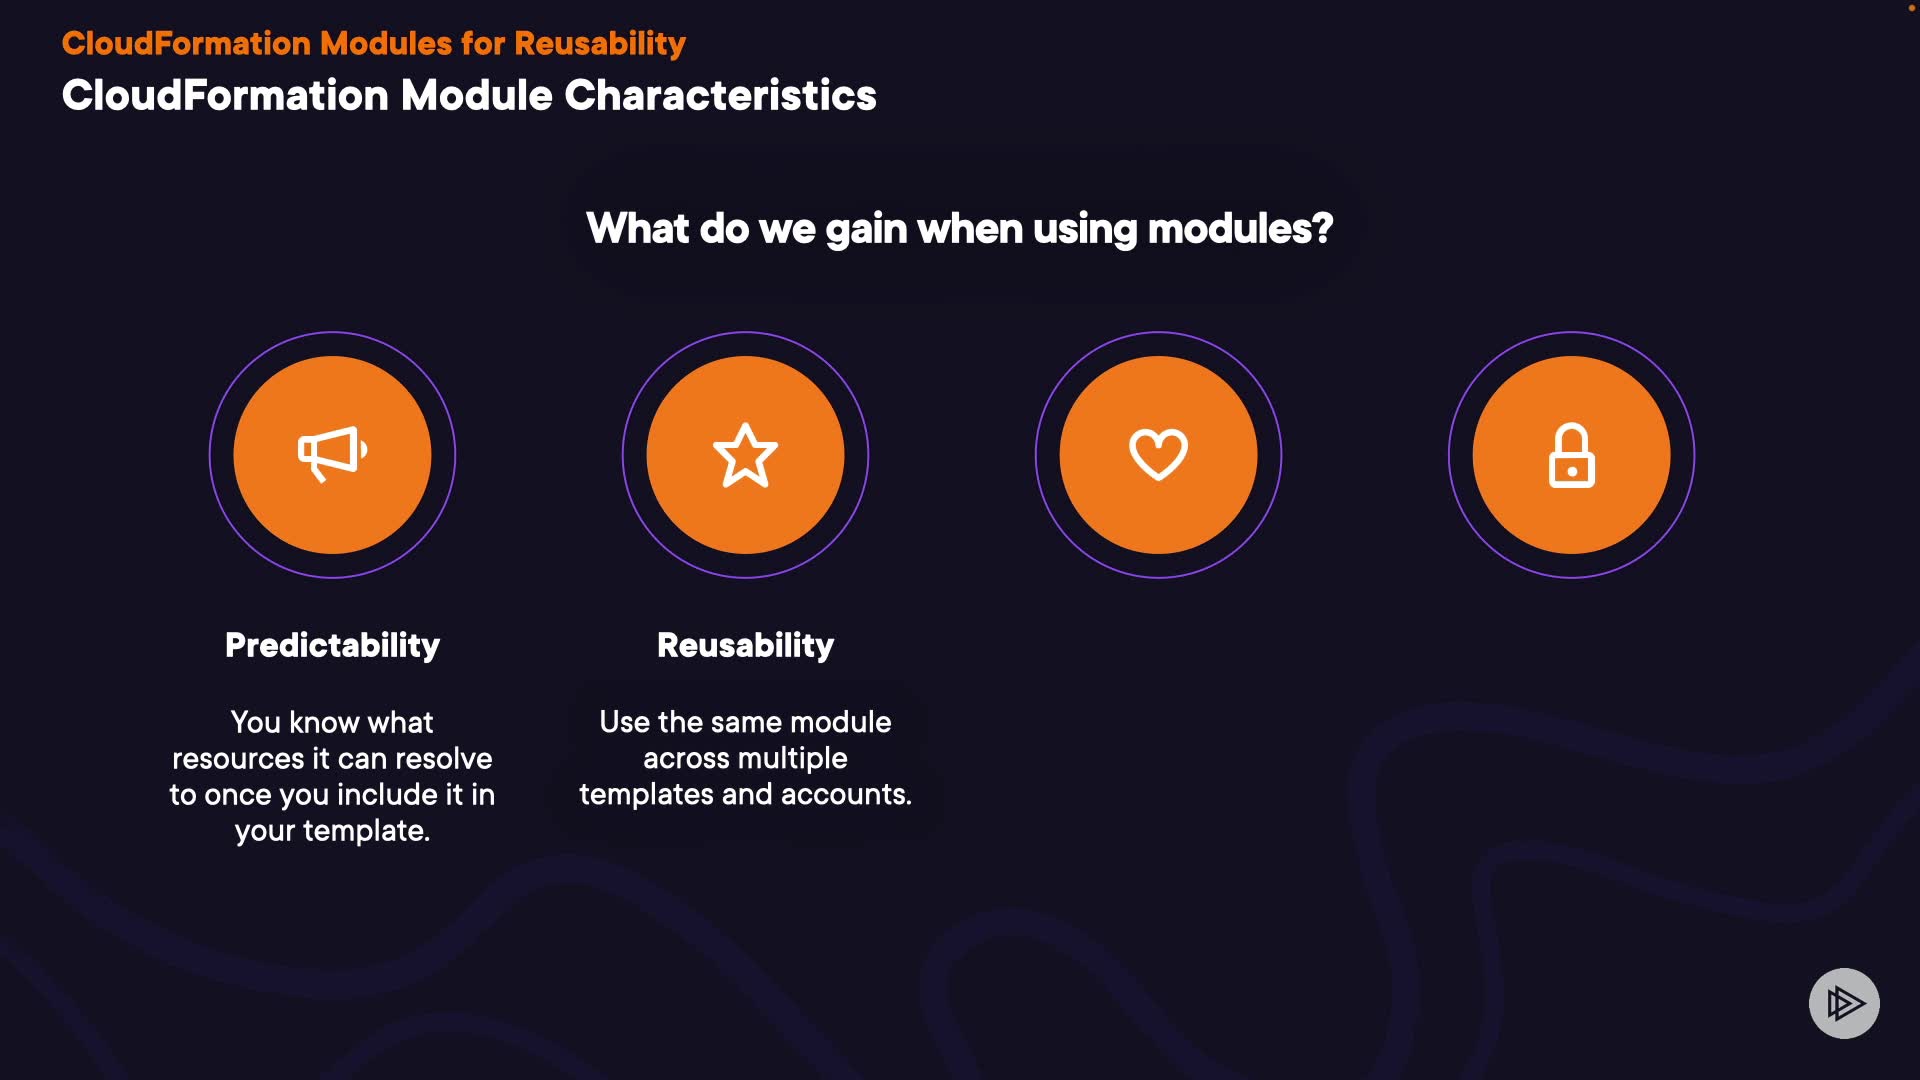 CloudFormation Modules for Reusability
CloudFormation Module Characteristics
What do we gain when using modules?
Predictability
You know what
resources it can resolve
to once you include it in
your template.
Reusability
Use the same module
across multiple
templates and accounts.